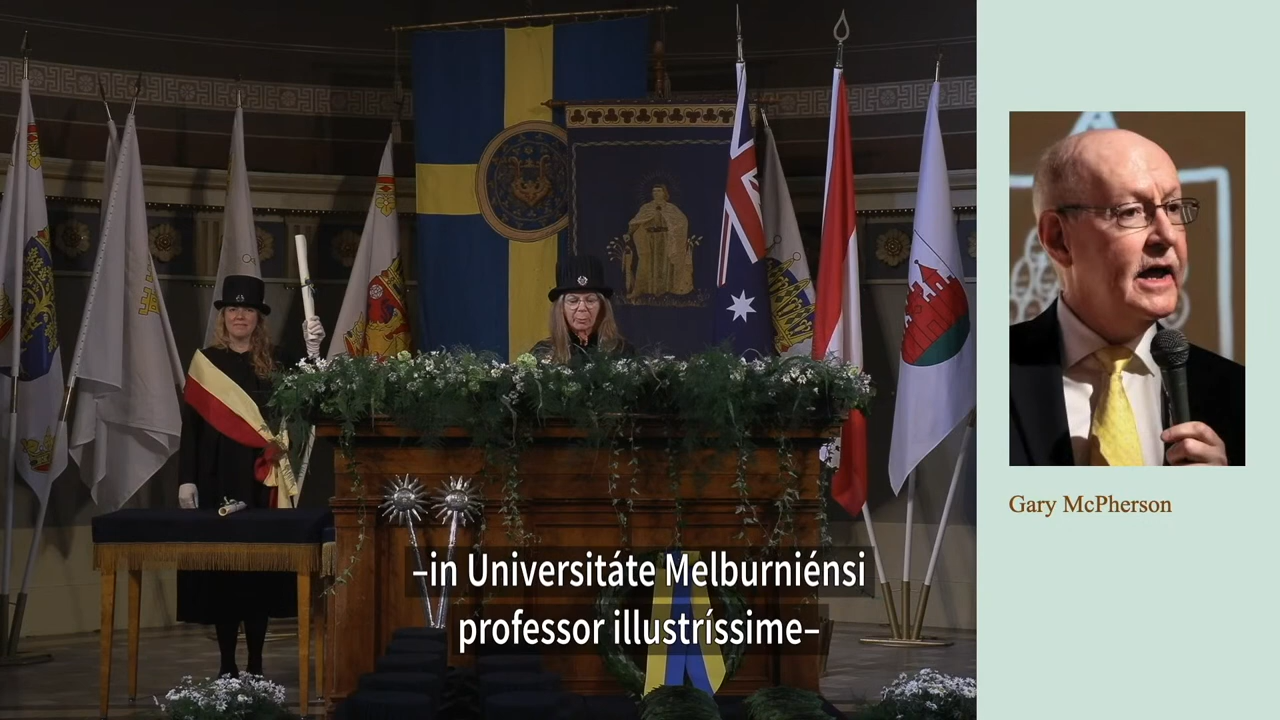 –in Universitáte Melburniénsi
professor illustríssime–
Gary McPherson